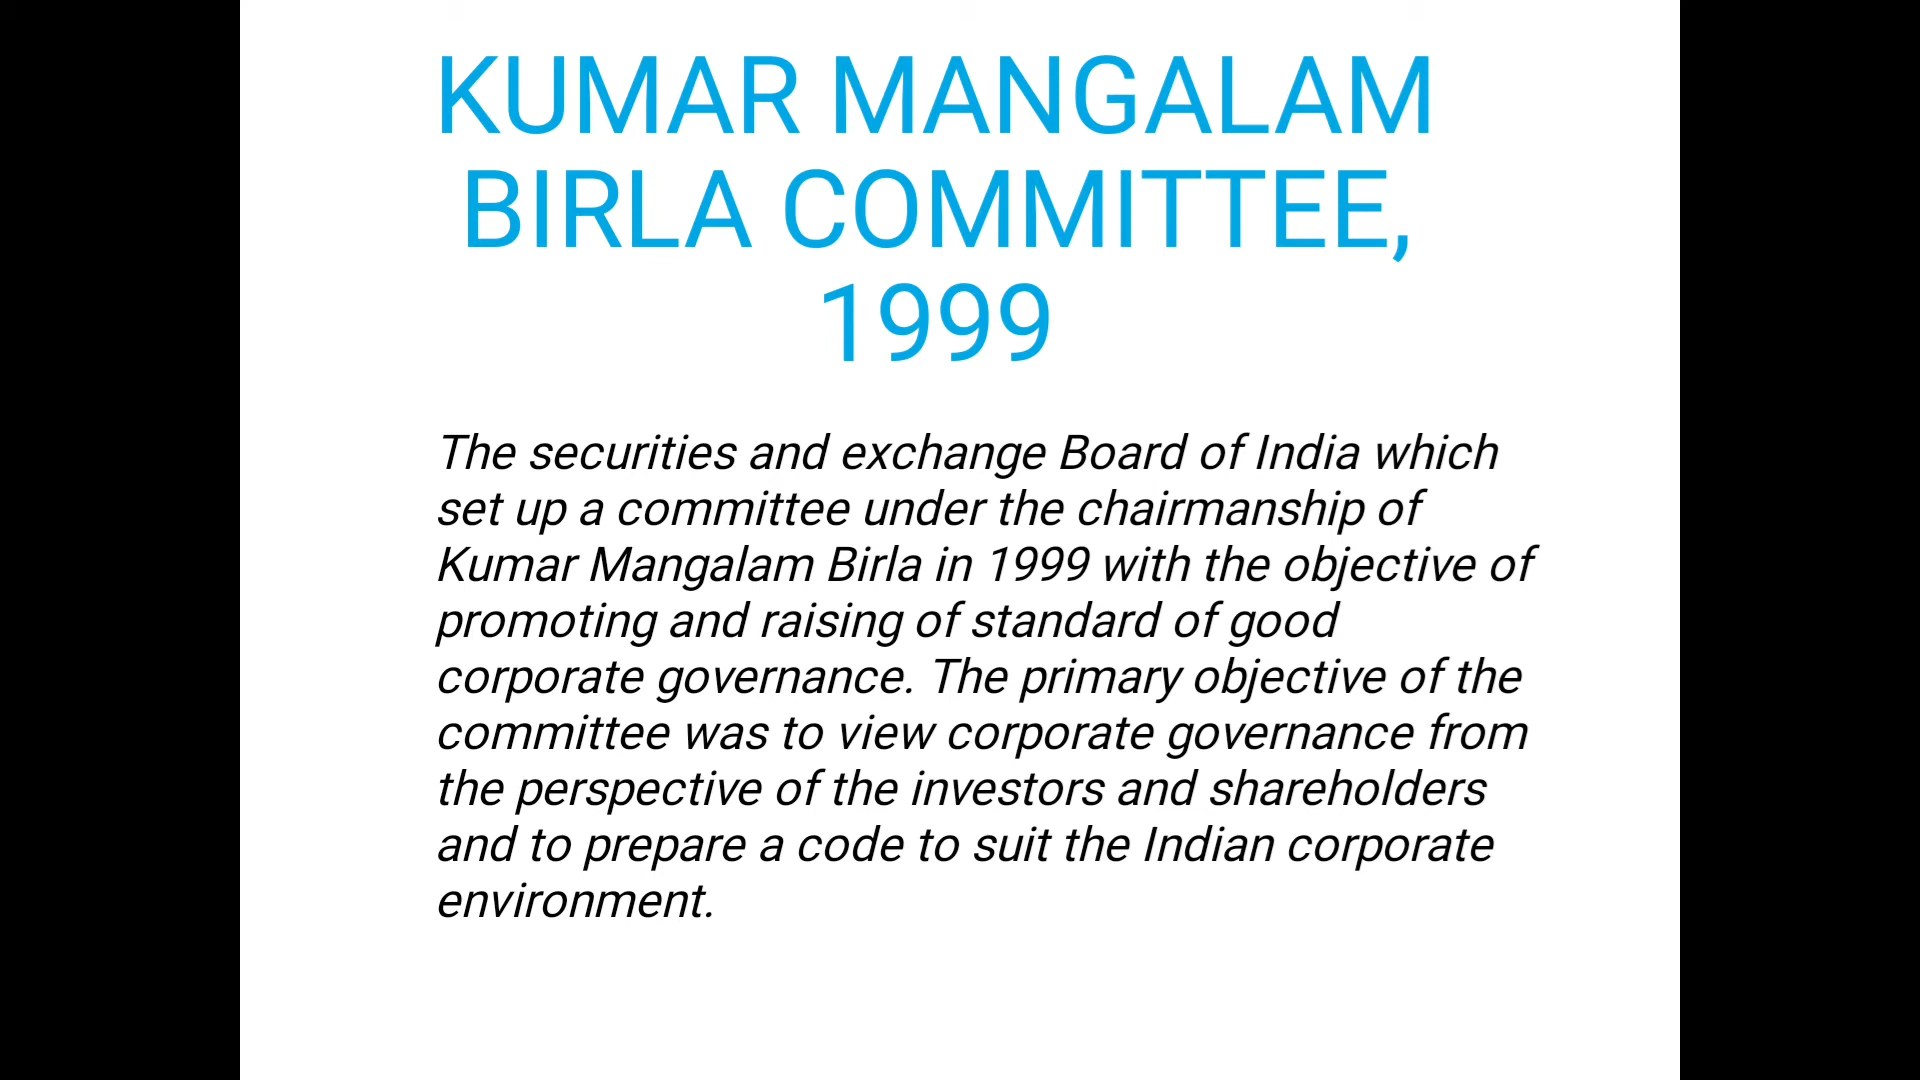 KUMAR MANGALAM
BIRLA COMMITTEE,
1999
The securities and exchange Board of India which
set up a committee under the chairmanship of
Kumar Mangalam Birla in 1999 with the objective of
promoting and raising of standard of good
corporate governance. The primary objective of the
committee was to view corporate governance from
the perspective of the investors and shareholders
and to prepare a code to suit the Indian corporate
environment.